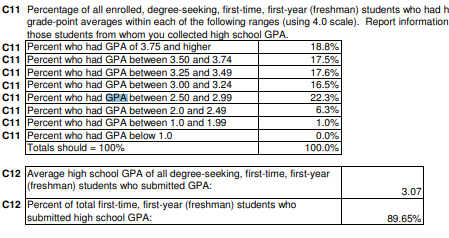 C11 Percentage of all enrolled, degree-seeking, first-time, first-year (freshman) students who had h
grade-point averages within each of the following ranges (using 4.0 scale). Report information
those students from whom you collected high school GPA.
C11 Percent who had GPA of 3.75 and higher 18.8%
C11 Percent who had GPA between 3.50 and 3.74 17.5%
C11 Percent who had GPA between 3.25 and 3.49 17.6%
C11 Percent who had GPA between 3.00 and 3.24 16.5%
C11 Percent who had GPA between 2.50 and 2.99 22.3%
C11 Percent who had GPA between 2.0 and 2.49 6.3%
C11 Percent who had GPA between 1.0 and 1.99 1.0%
C11 Percent who had GPA below 1.0 0.0%
Totals should = 100% 100.0%
C12 Average high school GPA of all degree-seeking, first-time, first-year
(freshman) students who submitted GPA: 3.07
C12 Percent of total first-time, first-year (freshman) students who
submitted high school GPA: 89.65%